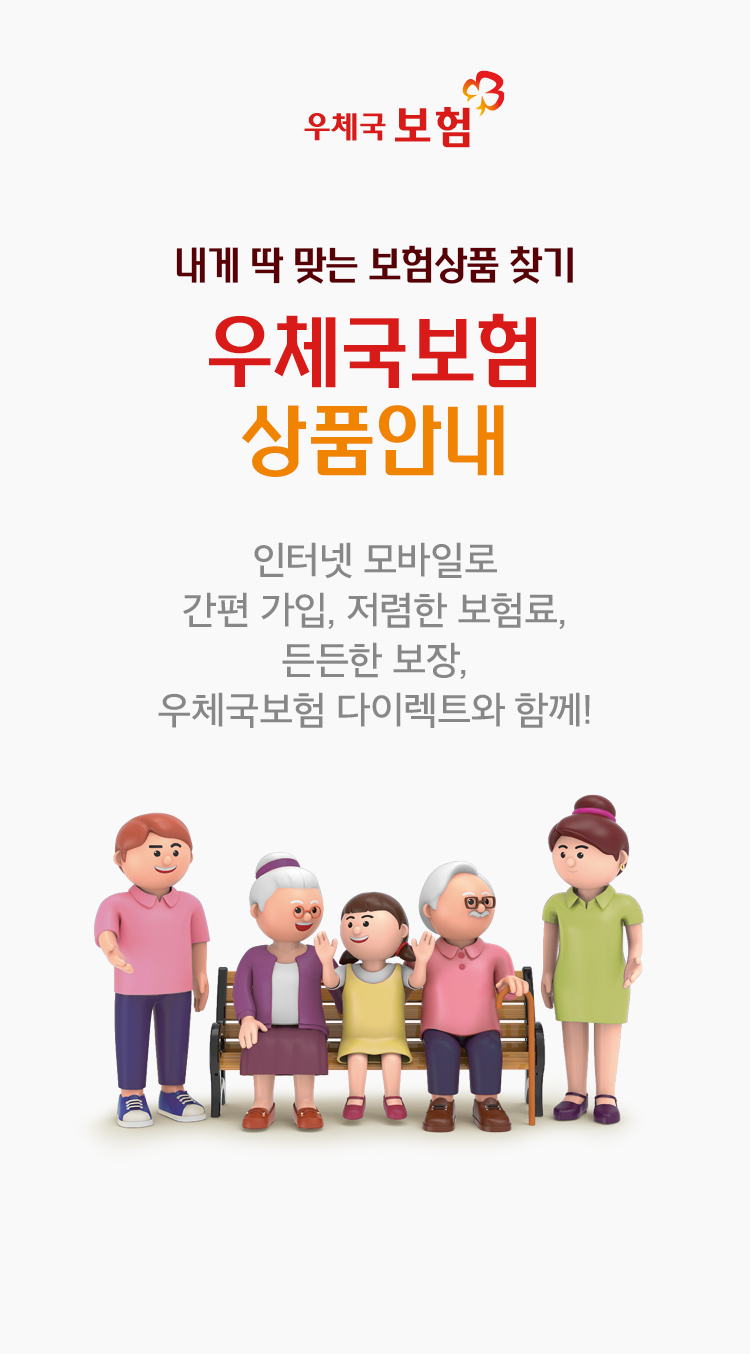 우체국 보험
내게 딱 맞는 보험상품 찾기
우체국보험
상품안내
인터넷 모바일로
간편 가입, 저렴한 보험료,
든든한 보장,
우체국보험 다이렉트와 함께!